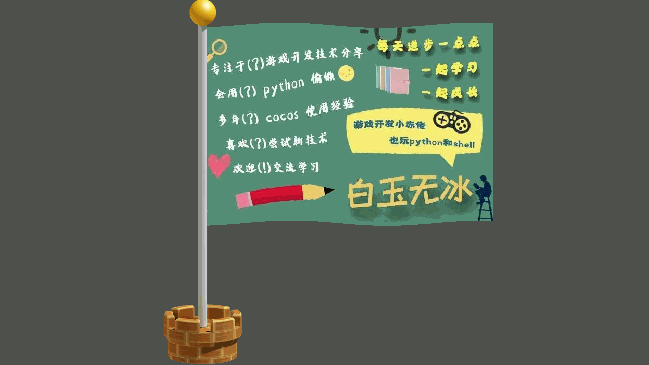 专注于(?)游戏开发技术分享
会用(?) python 偷懒
多年(?) cocos 使用经验
喜欢(?)尝试新技术
欢迎(!)交流学习
每天进步一点点
一起学习
一起成长
游戏开发小东佬
也玩python和shell
白玉无冰